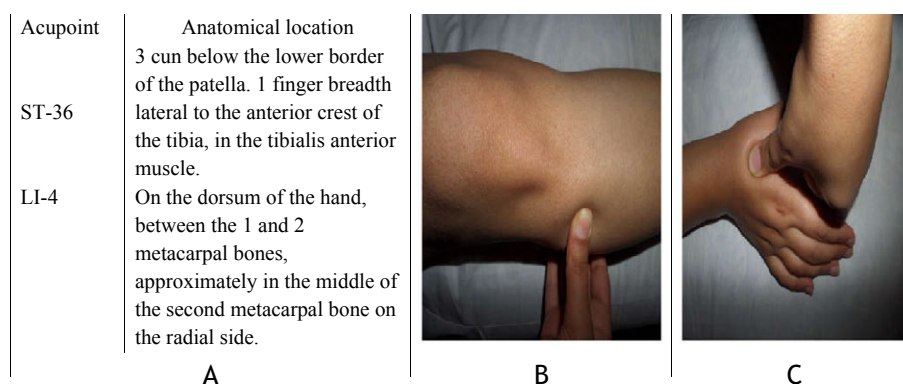 Acupoint Anatomical location
3 cun below the lower border
of the patella. 1 finger breadth
ST-36 lateral to the anterior crest of
the tibia, in the tibialis anterior
muscle.
LI-4 On the dorsum of the hand,
between the 1 and 2
metacarpal bones,
approximately in the middle of
the second metacarpal bone on
the radial side.
A B C